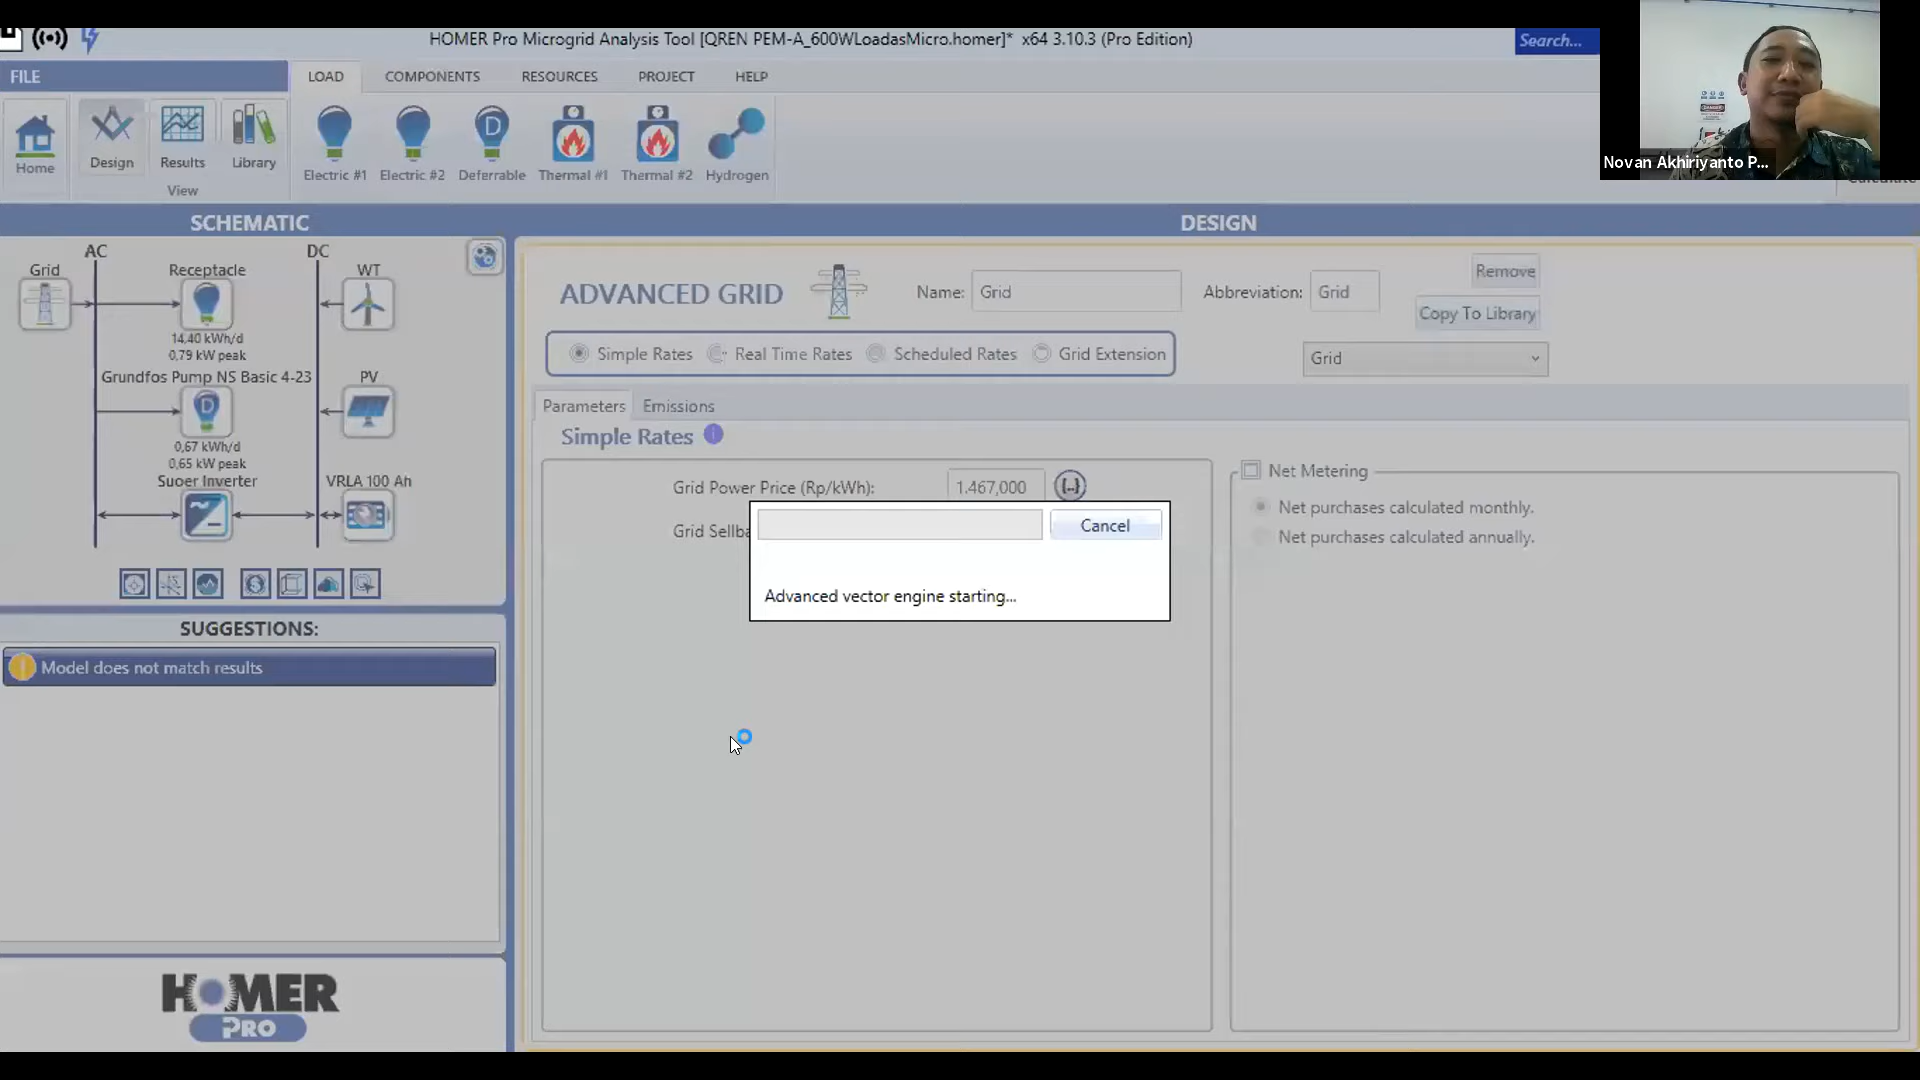 HOMER Pro Microgrid Analysis Tool [QREN PEM-A_600WLoadasMicro.homer]* x64 3.10.3 (Pro Edition)
Search...
FILE
LOAD COMPONENTS RESOURCES PROJECT HELP
Home
Design
Results
Library
View
Electric #1
Electric #2
Deferrable
Thermal #1
Thermal #2
Hydrogen
Novan Akhiriyanto P...
Calculate
SCHEMATIC
AC
DC
Grid
Receptacle
14,40 kWh/d
0,79 kW peak
WT
Grundfos Pump NS Basic 4-23
D
0,67 kWh/d
0,65 kW peak
PV
Suoer Inverter
VRLA 100 Ah
SUGGESTIONS:
Model does not match results
HOMER
PRO
DESIGN
ADVANCED GRID
Name: Grid
Abbreviation: Grid
Remove
Copy To Library
Simple Rates Real Time Rates Scheduled Rates Grid Extension
Grid
Parameters Emissions
Simple Rates
Grid Power Price (Rp/kWh): 1.467,000 {..}
Grid Sellba
Cancel
Advanced vector engine starting...
Net Metering
Net purchases calculated monthly.
Net purchases calculated annually.